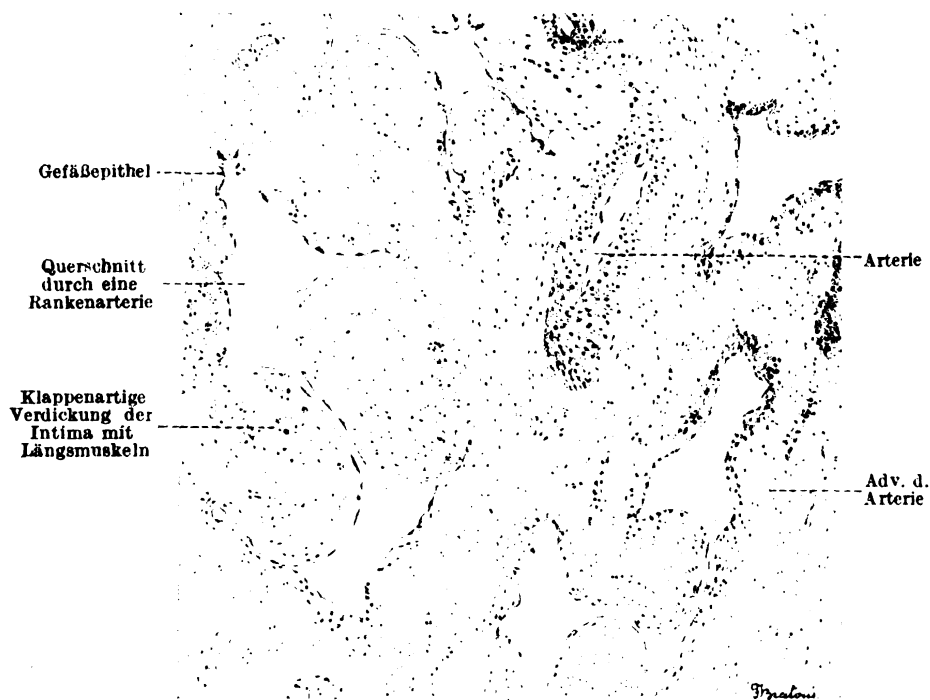 Gefäßepithel
Querschnitt
durch eine
Rankenarterie
Klappenartige
Verdickung der
Intima mit
Längsmuskeln
Arterie
Adv. d.
Arterie